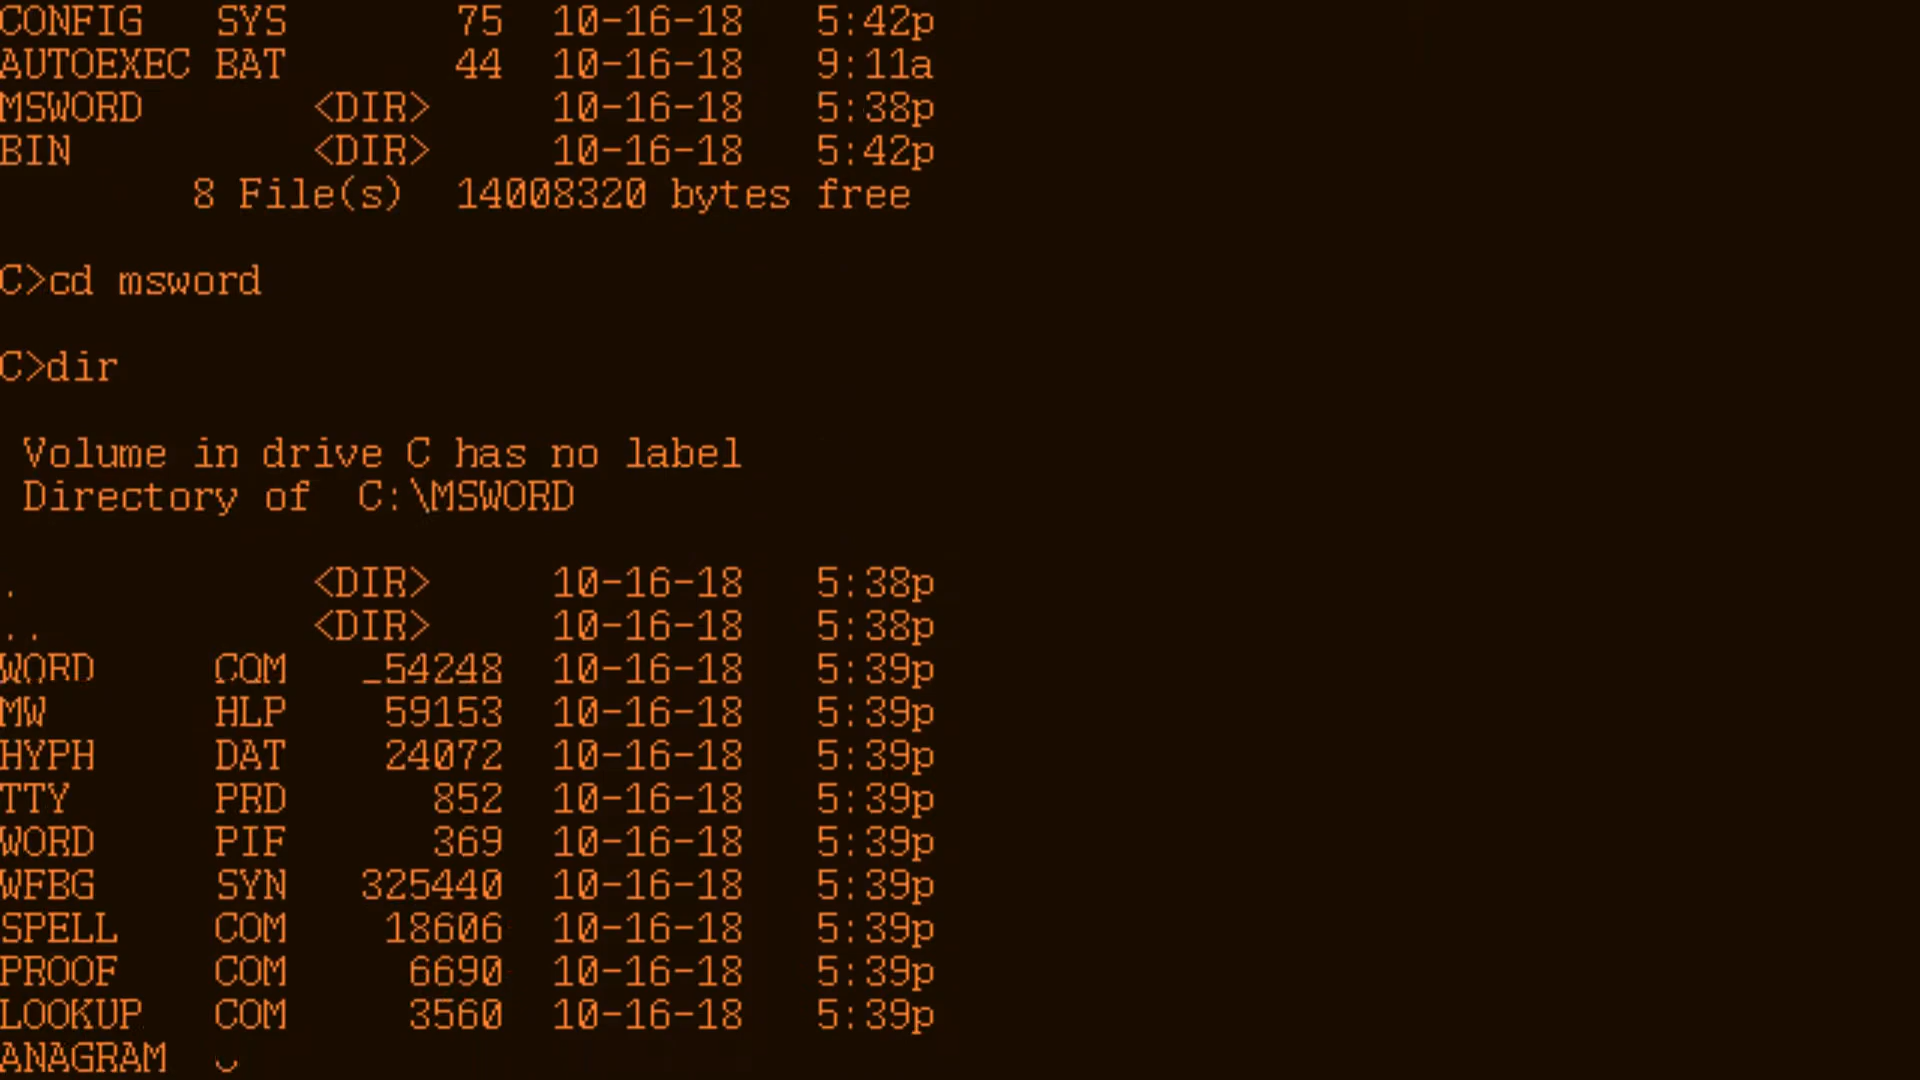 CONFIG   SYS       75  10-16-18   5:42p
AUTOEXEC BAT       44  10-16-18   9:11a
MSWORD       <DIR>     10-16-18   5:38p
BIN          <DIR>     10-16-18   5:42p
        8 File(s)  14008320 bytes free
C>cd msword
C>dir
 Volume in drive C has no label
 Directory of  C:\MSWORD
.            <DIR>     10-16-18   5:38p
..           <DIR>     10-16-18   5:38p
WORD     COM    54248  10-16-18   5:39p
MW       HLP    59153  10-16-18   5:39p
HYPH     DAT    24072  10-16-18   5:39p
TTY      PRD      852  10-16-18   5:39p
WORD     PIF      369  10-16-18   5:39p
WFBG     SYN   325440  10-16-18   5:39p
SPELL    COM    18606  10-16-18   5:39p
PROOF    COM     6690  10-16-18   5:39p
LOOKUP   COM     3560  10-16-18   5:39p
ANAGRAM